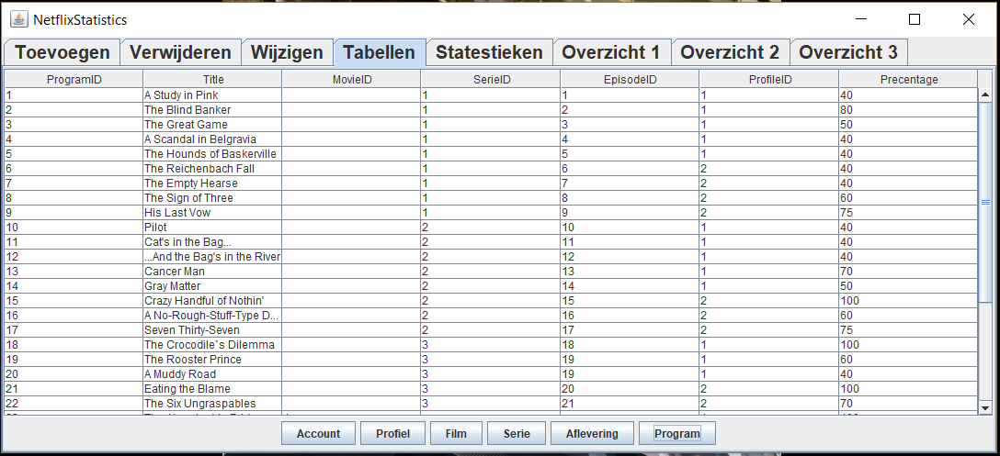 NetflixStatistics
Toevoegen Verwijderen Wijzigen Tabellen Statestieken Overzicht 1 Overzicht 2 Overzicht 3
ProgramID Title MovieID SerieID EpisodeID ProfileID Precentage
1 A Study in Pink 1 1 1 40
2 The Blind Banker 1 2 1 80
3 The Great Game 1 3 1 50
4 A Scandal in Belgravia 1 4 1 40
5 The Hounds of Baskerville 1 5 1 40
6 The Reichenbach Fall 1 6 2 40
7 The Empty Hearse 1 7 2 40
8 The Sign of Three 1 8 2 60
9 His Last Vow 1 9 2 75
10 Pilot 2 10 1 40
11 Cat's in the Bag... 2 11 1 40
12 ...And the Bag's in the River 2 12 1 40
13 Cancer Man 2 13 1 70
14 Gray Matter 2 14 1 50
15 Crazy Handful of Nothin' 2 15 2 100
16 A No-Rough-Stuff-Type D... 2 16 2 60
17 Seven Thirty-Seven 2 17 2 75
18 The Crocodile`s Dilemma 3 18 1 100
19 The Rooster Prince 3 19 1 60
20 A Muddy Road 3 19 1 40
21 Eating the Blame 3 20 2 100
22 The Six Ungraspables 3 21 2 70
Account Profiel Film Serie Aflevering Program